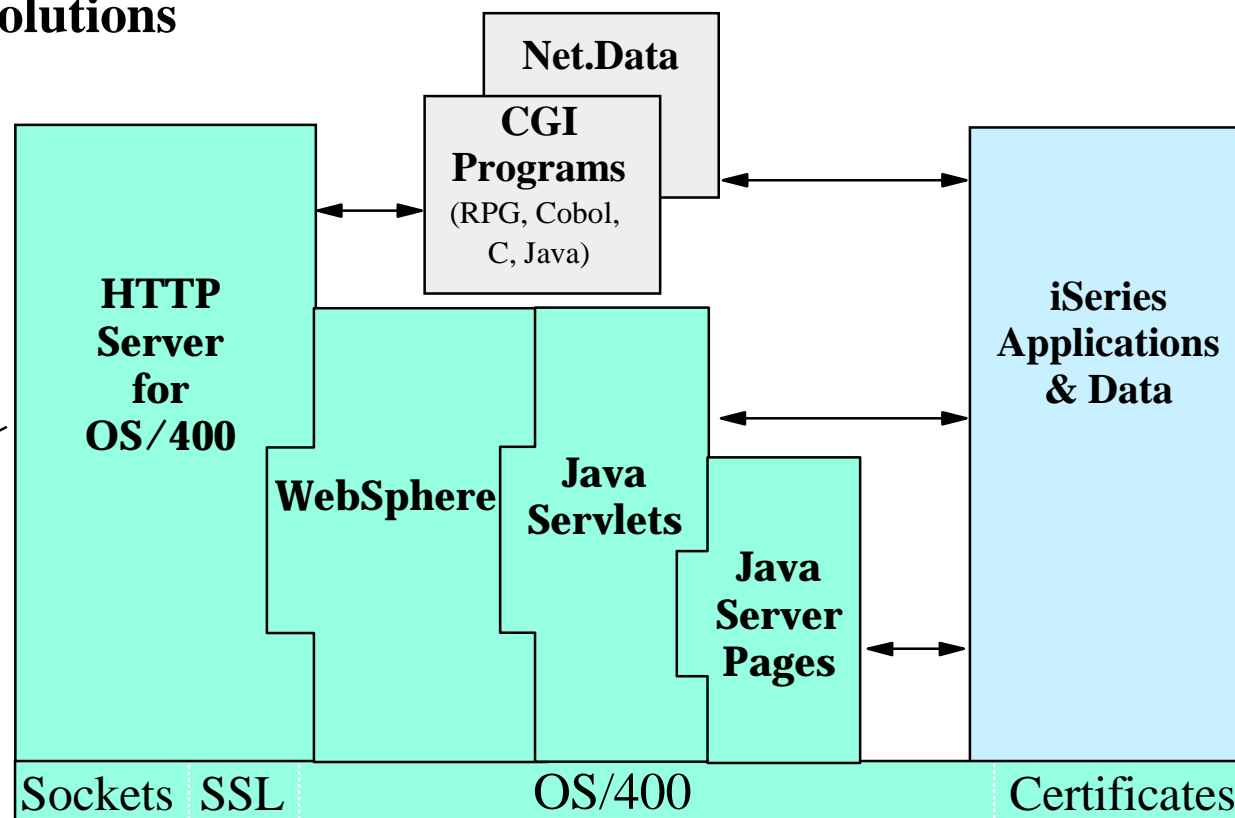 olutions
Net.Data
CGI
Programs
(RPG, Cobol,
C, Java)
HTTP
Server
for
OS/400
iSeries
Applications
& Data
WebSphere
Java
Servlets
Java
Server
Pages
Sockets SSL OS/400 Certificates